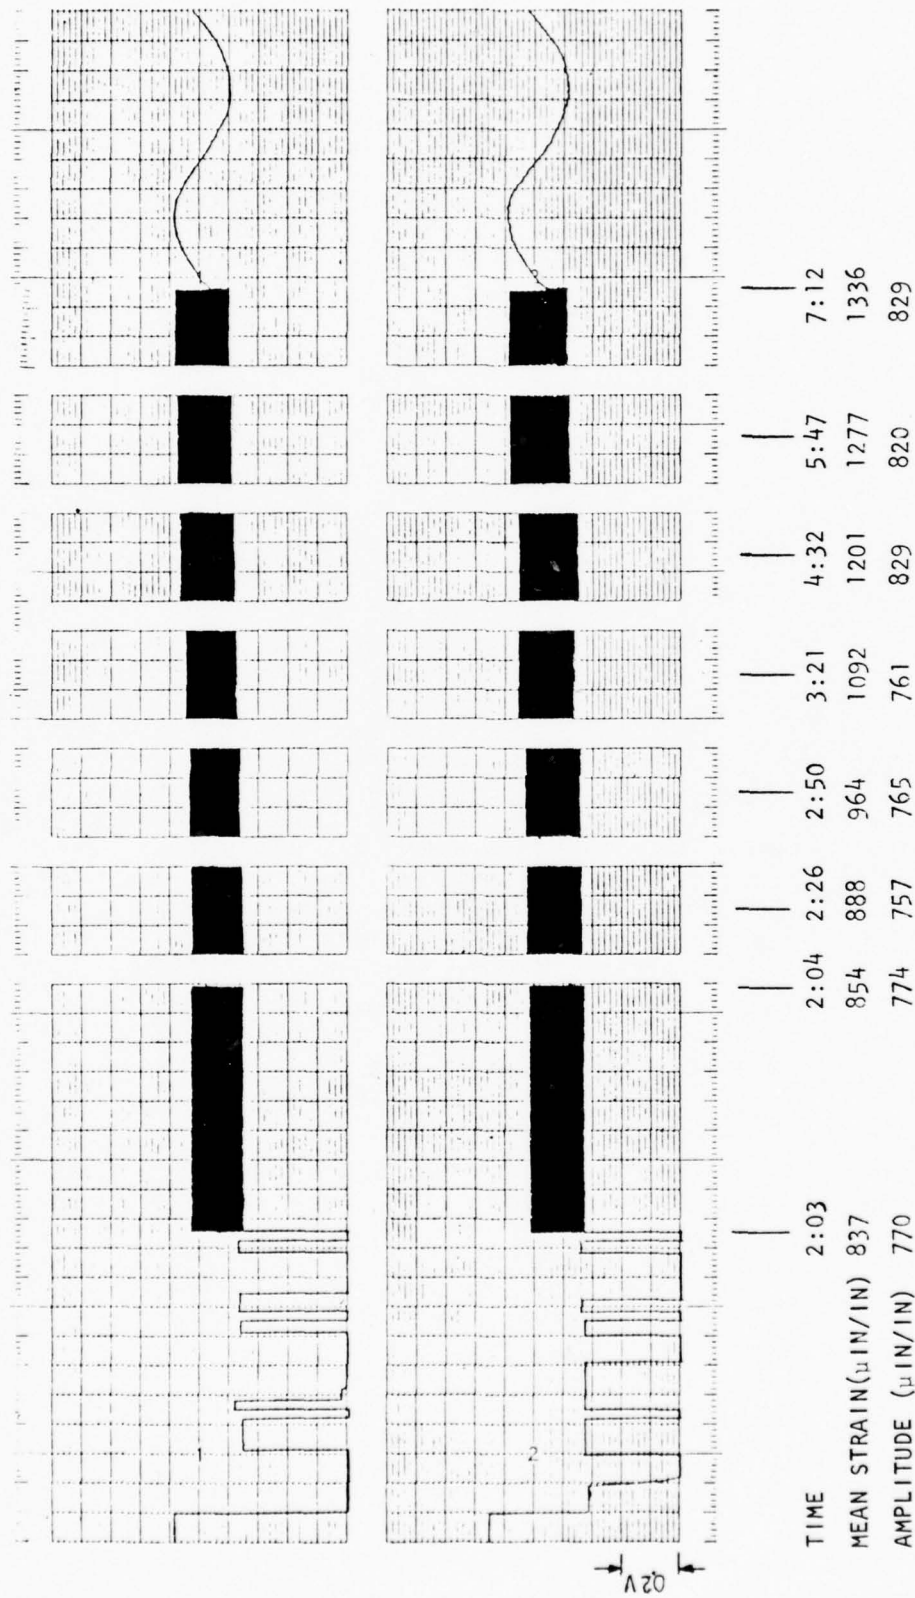 1
2
2
0.2V
TIME 2:03 2:04 2:26 2:50 3:21 4:32 5:47 7:12
MEAN STRAIN(μIN/IN) 837 854 888 964 1092 1201 1277 1336
AMPLITUDE (μIN/IN) 770 774 757 765 761 829 820 829